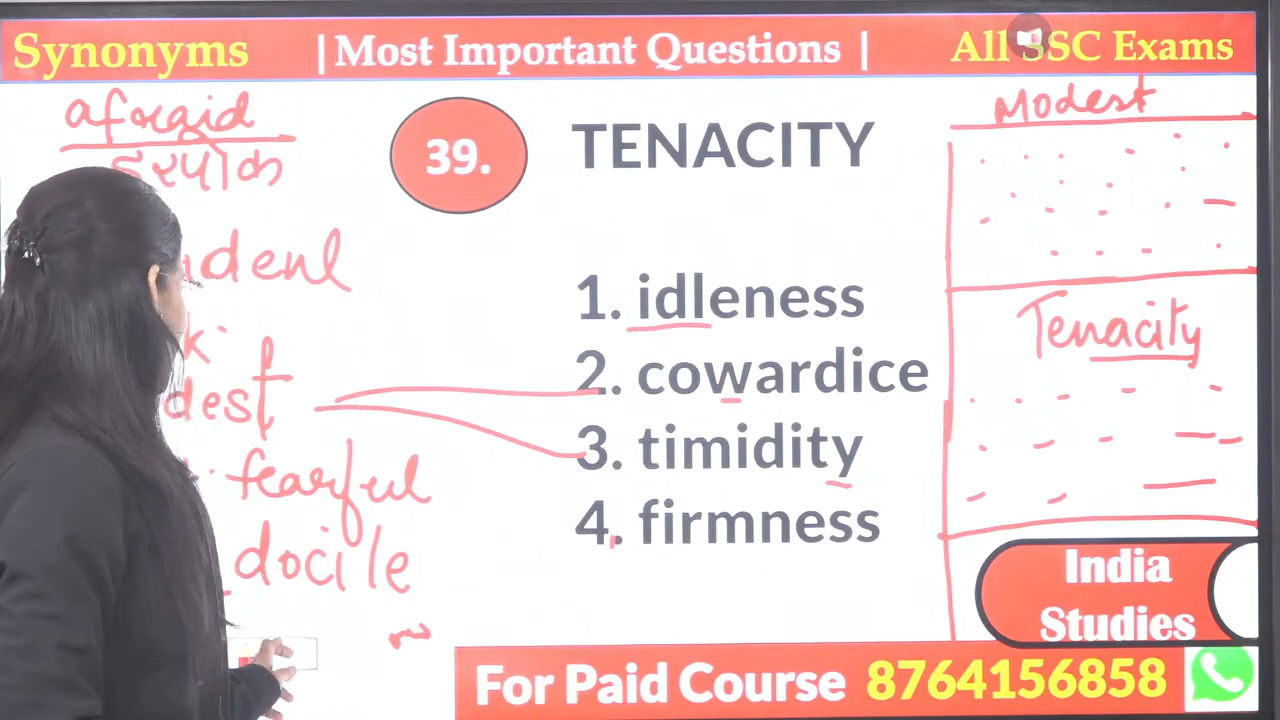 Synonyms |Most Important Questions | All SSC Exams
afraid
डरपोक
Modest
39. TENACITY
1. idleness
2. cowardice
3. timidity
4. firmness
fearful
docile
Tenacity
India
Studies
For Paid Course 8764156858